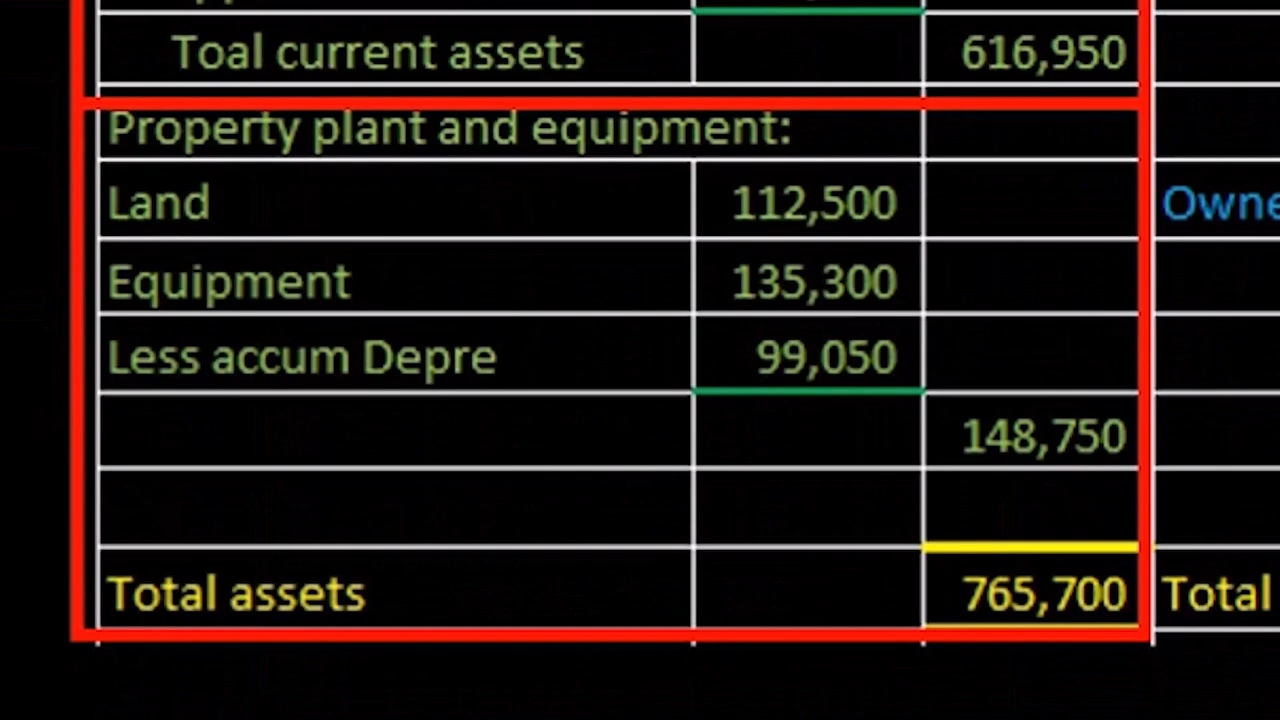 Toal current assets 616,950
Property plant and equipment:
Land 112,500
Equipment 135,300
Less accum Depre 99,050
148,750
Total assets 765,700 Total